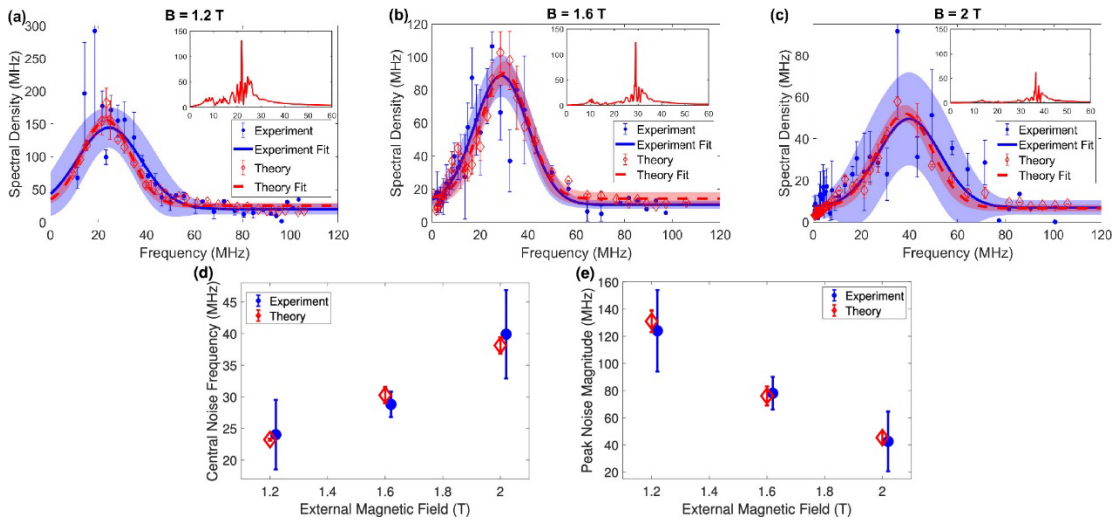 (a)
B = 1.2 T
300
250
200
150
100
50
0
Spectral Density (MHz)
0 20 40 60 80 100 120
Frequency (MHz)
150
100
50
0
0 10 20 30 40 50 60
Experiment
Experiment Fit
Theory
Theory Fit
(b)
B = 1.6 T
120
100
80
60
40
20
0
Spectral Density (MHz)
0 20 40 60 80 100 120
Frequency (MHz)
150
100
50
0
0 10 20 30 40 50 60
Experiment
Experiment Fit
Theory
Theory Fit
(c)
B = 2 T
80
60
40
20
0
Spectral Density (MHz)
0 20 40 60 80 100 120
Frequency (MHz)
150
100
50
0
0 10 20 30 40 50 60
Experiment
Experiment Fit
Theory
Theory Fit
(d)
45
40
35
30
25
20
Central Noise Frequency (MHz)
1.2 1.4 1.6 1.8 2
External Magnetic Field (T)
Experiment
Theory
(e)
160
140
120
100
80
60
40
20
Peak Noise Magnitude (MHz)
1.2 1.4 1.6 1.8 2
External Magnetic Field (T)
Experiment
Theory